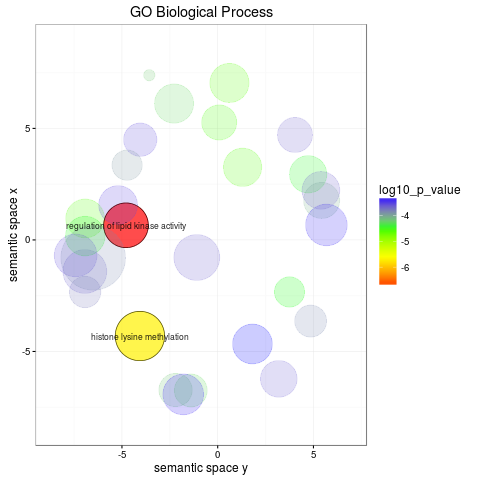 GO Biological Process
semantic space x
5
0
-5
regulation of lipid kinase activity
histone lysine methylation
-5
0
5
semantic space y
log10_p_value
-4
-5
-6